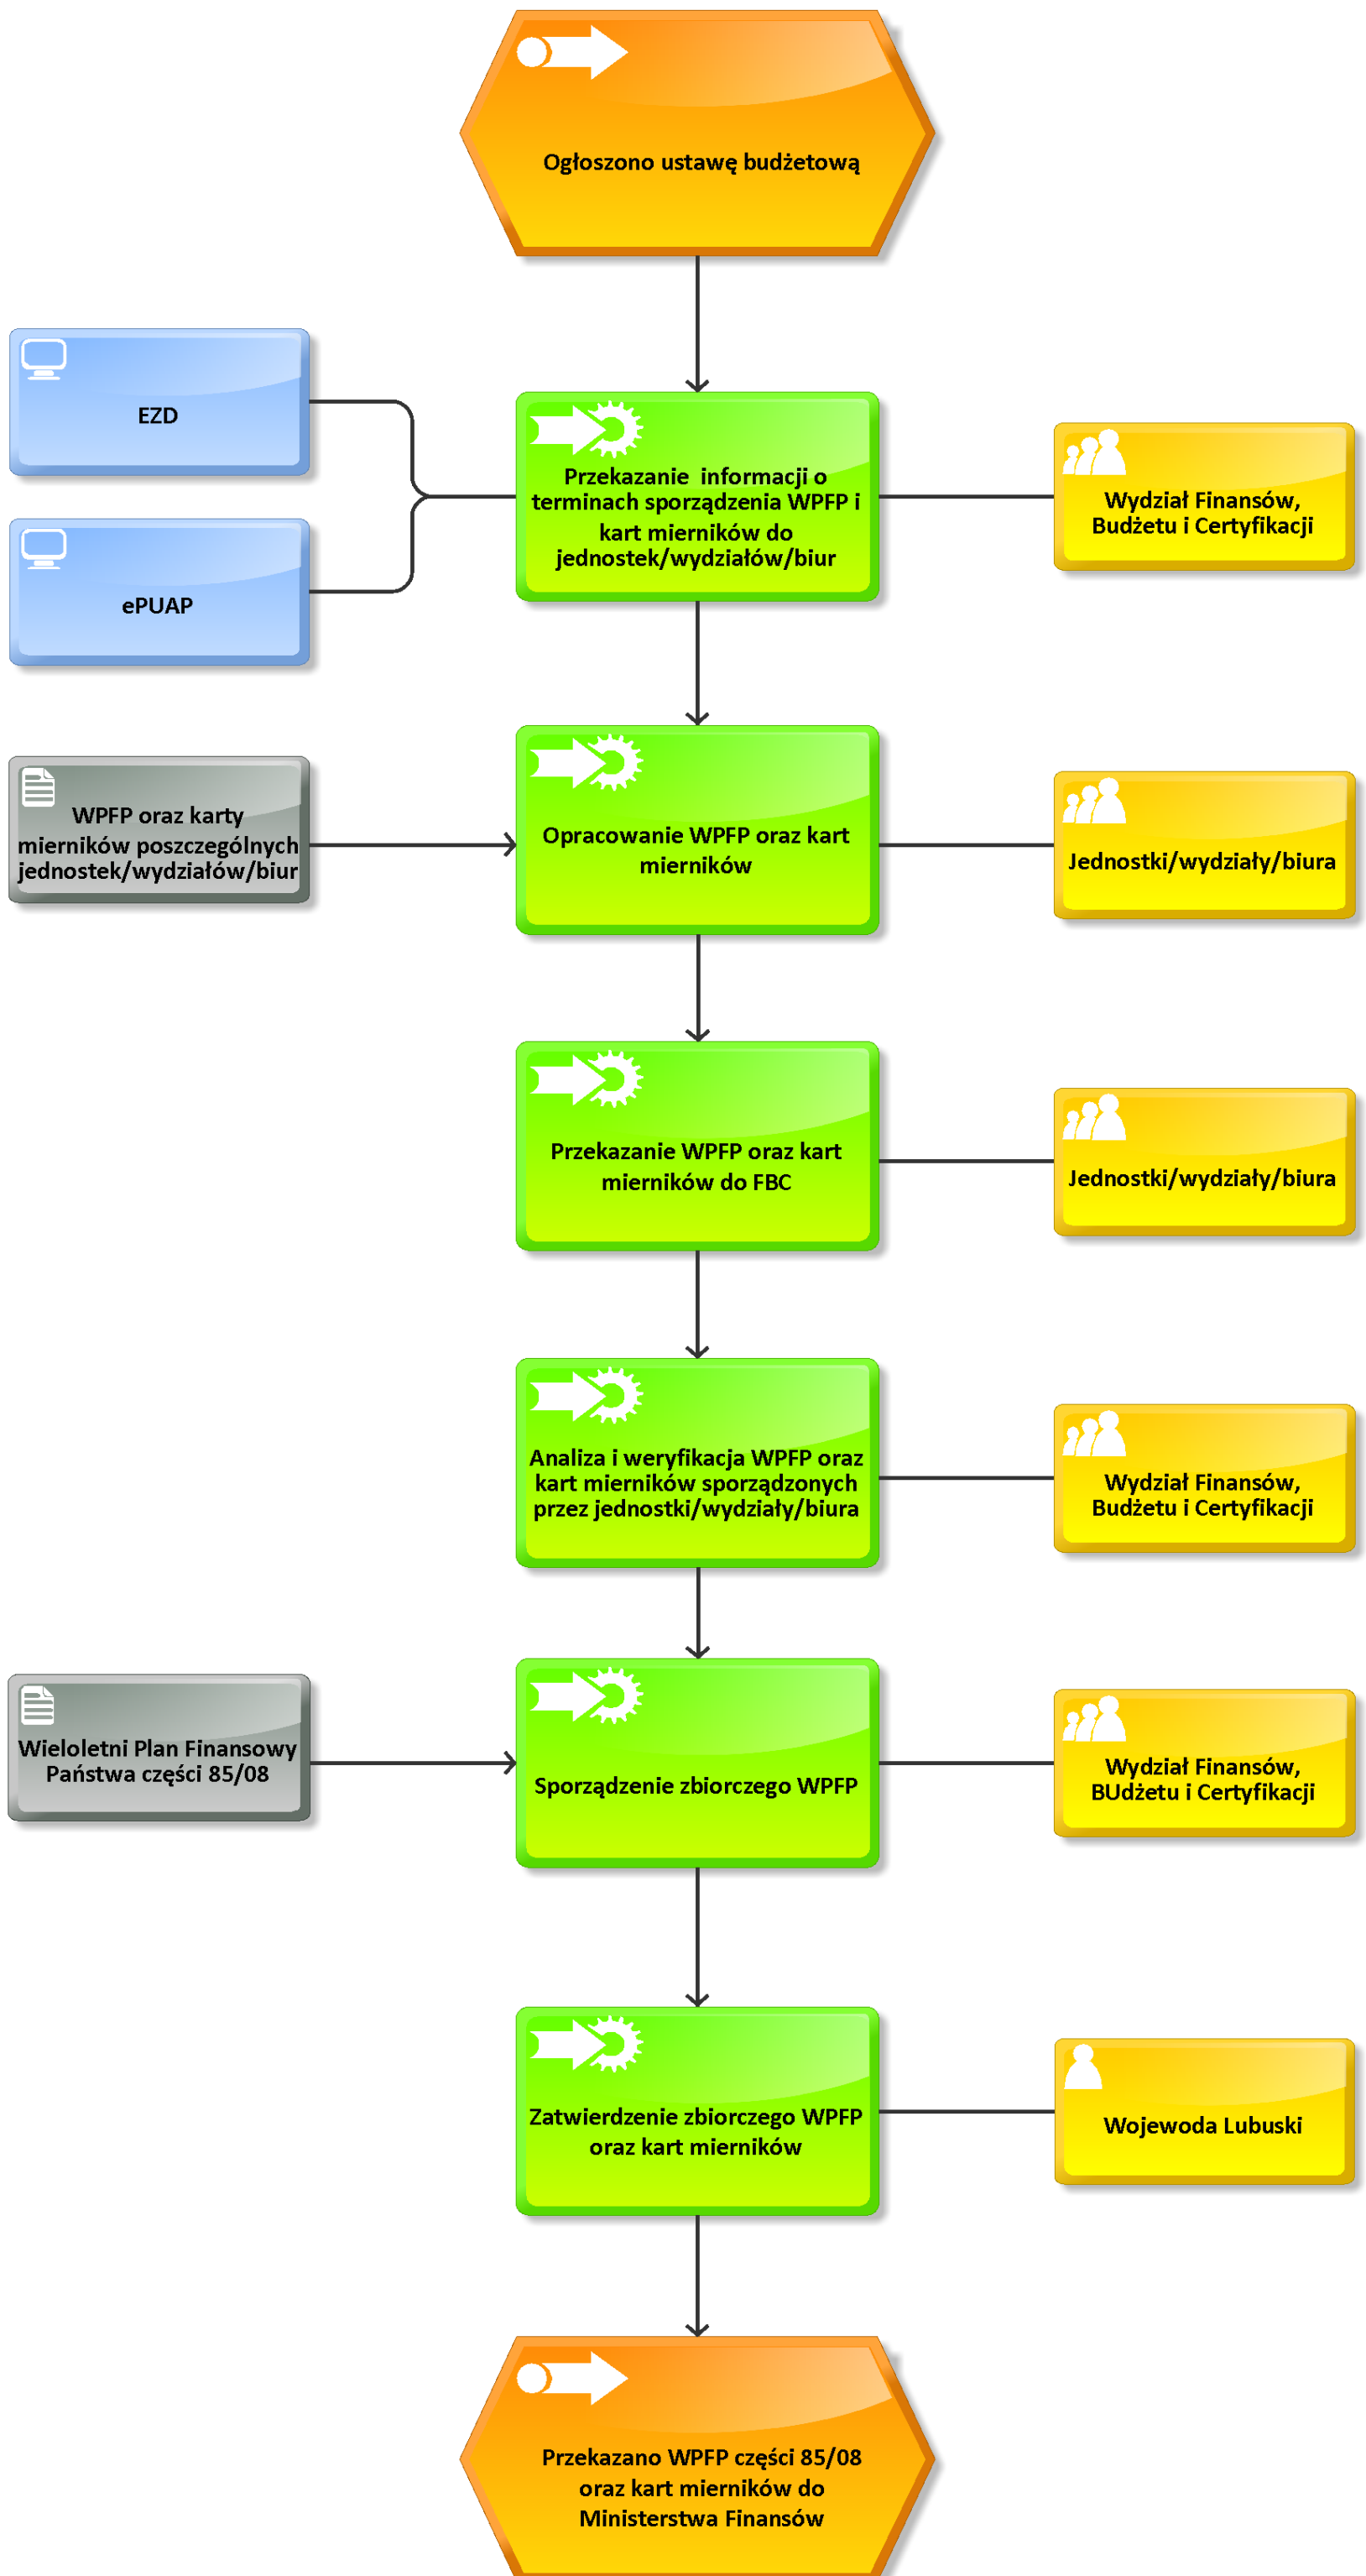 Ogłoszono ustawę budżetową
EZD
ePUAP
Przekazanie informacji o
terminach sporządzenia WPFP i
kart mierników do
jednostek/wydziałów/biur
Wydział Finansów,
Budżetu i Certyfikacji
WPFP oraz karty
mierników poszczególnych
jednostek/wydziałów/biur
Opracowanie WPFP oraz kart
mierników
Jednostki/wydziały/biura
Przekazanie WPFP oraz kart
mierników do FBC
Jednostki/wydziały/biura
Analiza i weryfikacja WPFP oraz
kart mierników sporządzonych
przez jednostki/wydziały/biura
Wydział Finansów,
Budżetu i Certyfikacji
Wieloletni Plan Finansowy
Państwa części 85/08
Sporządzenie zbiorczego WPFP
Wydział Finansów,
BUdżetu i Certyfikacji
Zatwierdzenie zbiorczego WPFP
oraz kart mierników
Wojewoda Lubuski
Przekazano WPFP części 85/08
oraz kart mierników do
Ministerstwa Finansów